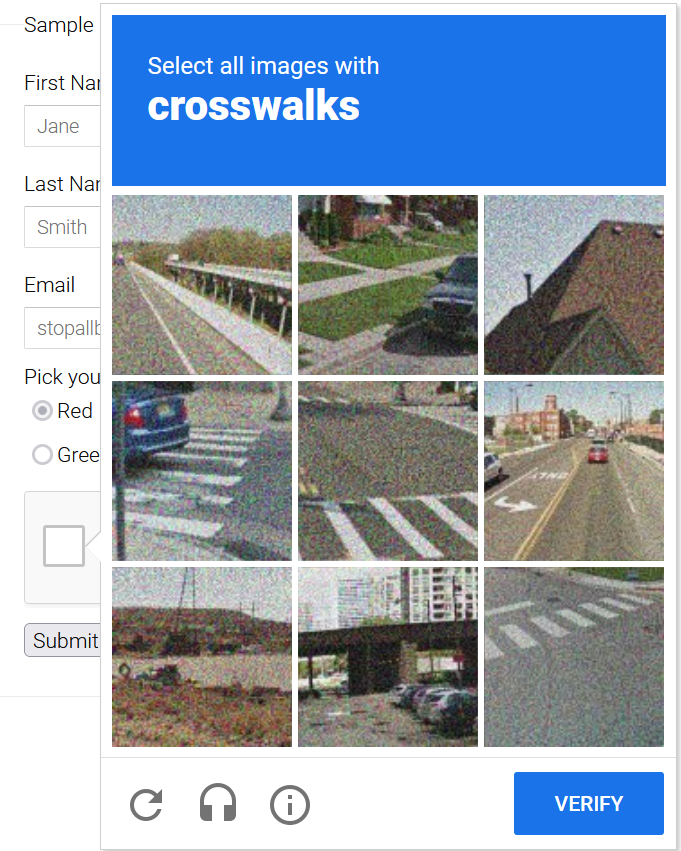 Sample
First Nar
Jane
Last Nar
Smith
Email
stopallb
Pick you
Red
Gree
Submit
Select all images with
crosswalks
ONLY
VERIFY